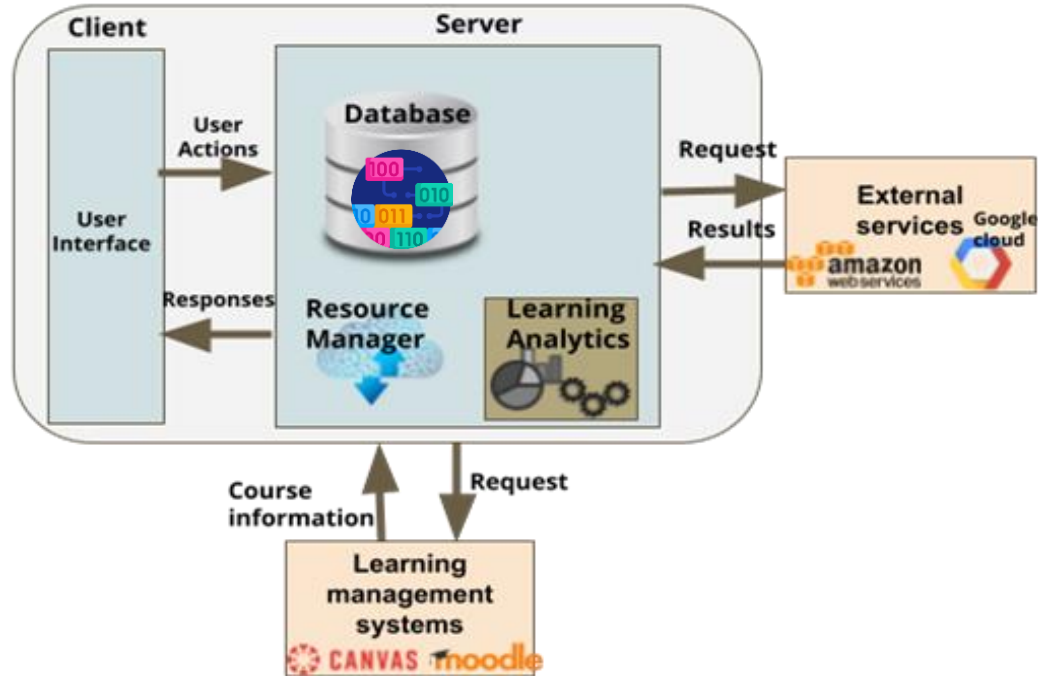 Client
Server
Database
User
Actions
100
010
011
110
User
Interface
Responses
Resource
Manager
Learning
Analytics
Request
Results
External
services
Google
cloud
amazon
webservices
Course
information
Request
Learning
management
systems
CANVAS moodle